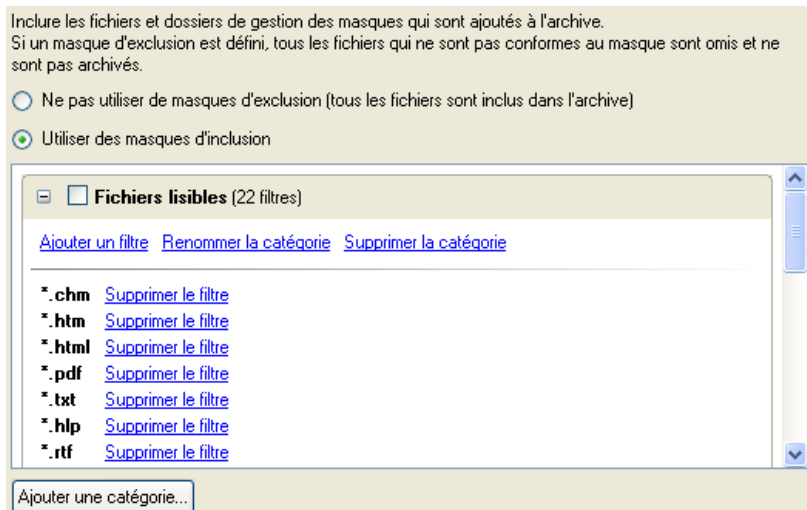 Inclure les fichiers et dossiers de gestion des masques qui sont ajoutés à l'archive.
Si un masque d'exclusion est défini, tous les fichiers qui ne sont pas conformes au masque sont omis et ne
sont pas archivés.
Ne pas utiliser de masques d'exclusion (tous les fichiers sont inclus dans l'archive)
Utiliser des masques d'inclusion
Fichiers lisibles (22 filtres)
Ajouter un filtre Renommer la catégorie Supprimer la catégorie
*.chm Supprimer le filtre
*.htm Supprimer le filtre
*.html Supprimer le filtre
*.pdf Supprimer le filtre
*.txt Supprimer le filtre
*.hlp Supprimer le filtre
*.rtf Supprimer le filtre
Ajouter une catégorie...